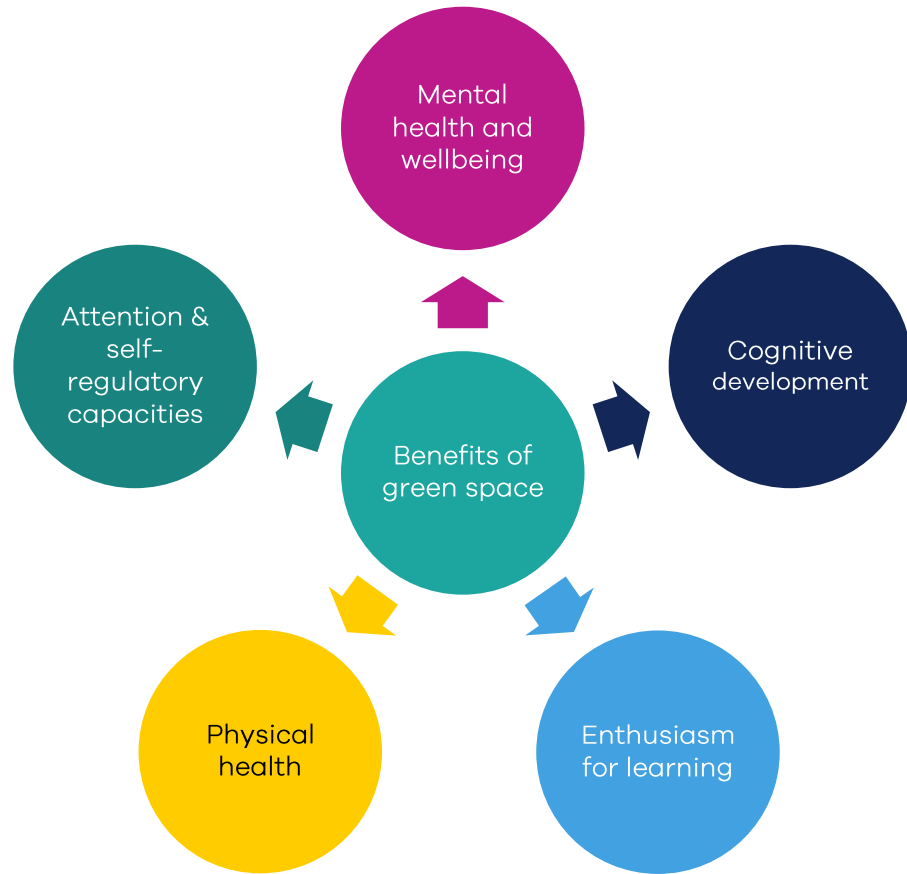 Mental
health and
wellbeing
Attention &
self-
regulatory
capacities
Cognitive
development
Benefits of
green space
Physical
health
Enthusiasm
for learning